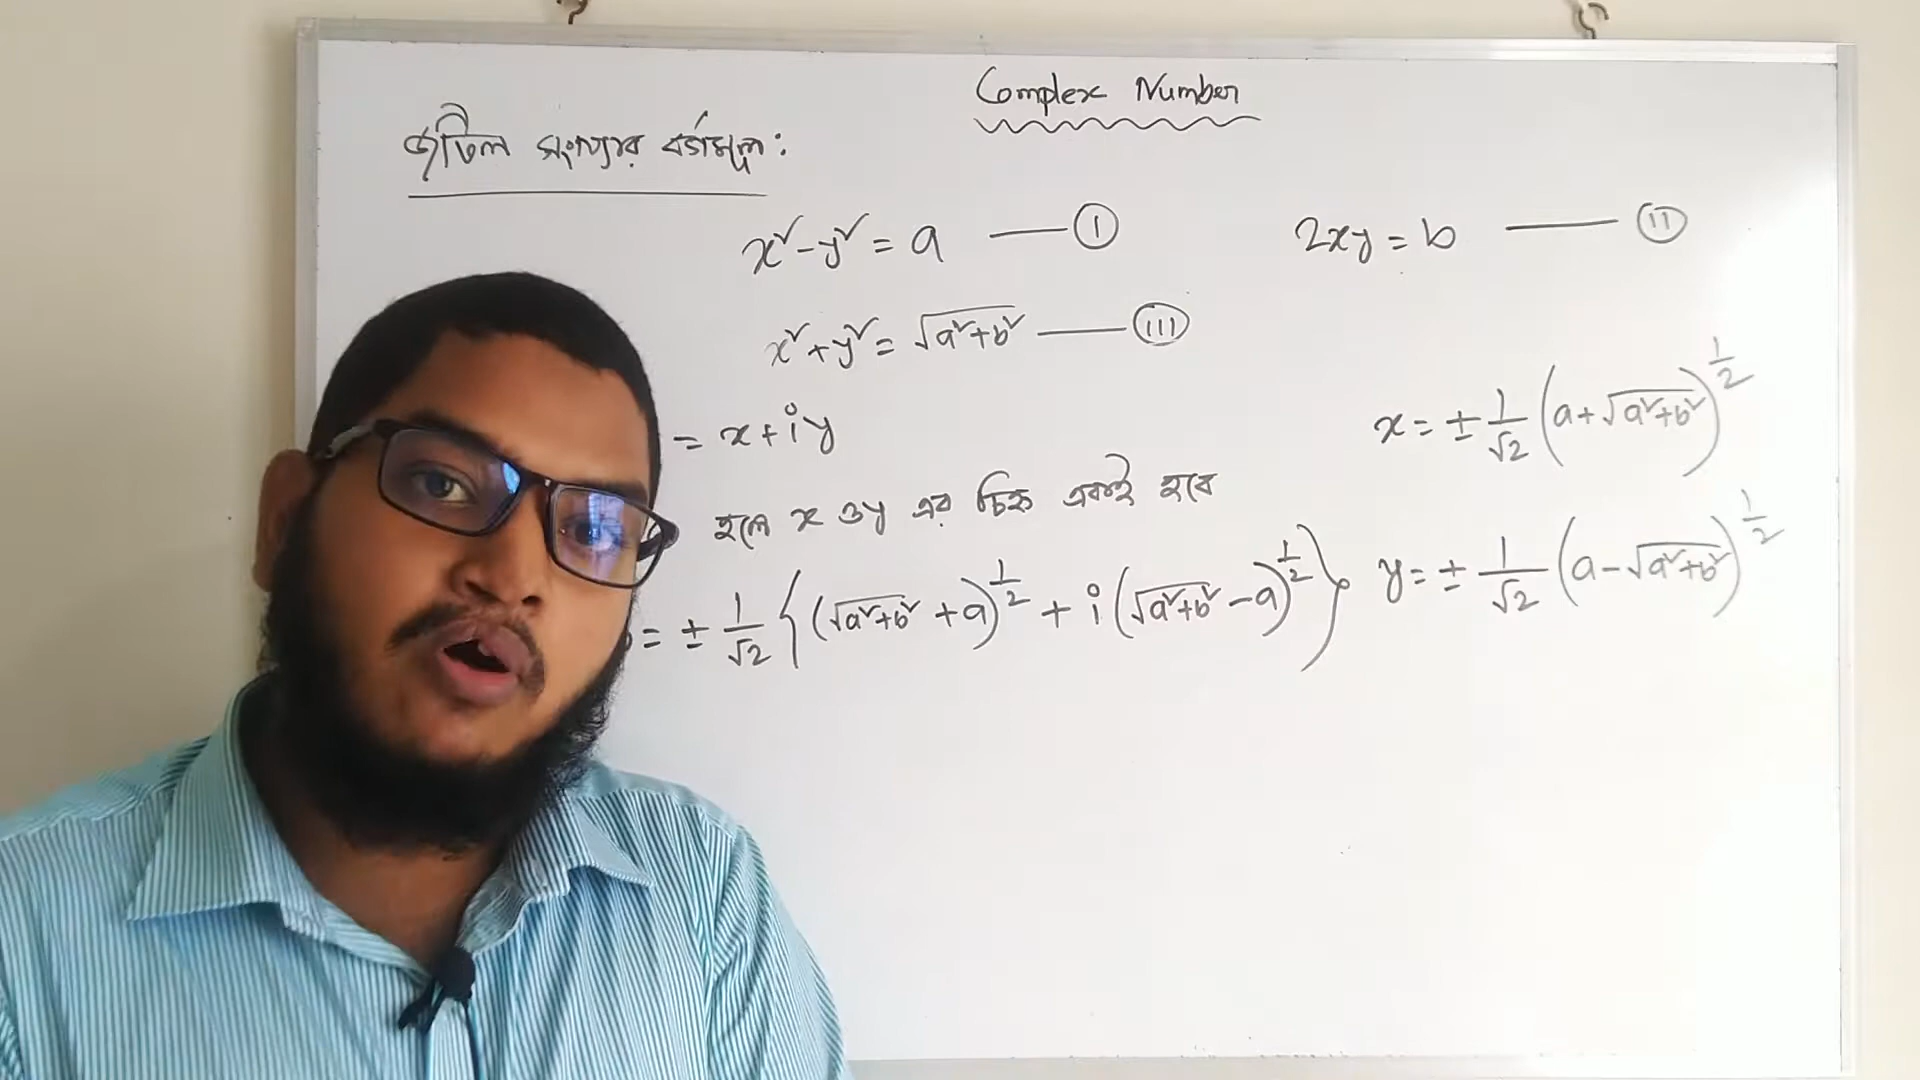 Complex Number
জটিল সংখ্যার বর্গমূল:
x² - y² = a —— (I)
2xy = b —— (II)
x² + y² = √(a²+b²) —— (III)
= x + iy
x = ± 1/√2 (a + √(a²+b²))^(1/2)
হলে x ও y এর চিহ্ন একই হবে
= ± 1/√2 {(√(a²+b²) + a)^(1/2) + i(√(a²+b²) - a)^(1/2)}
y = ± 1/√2 (a - √(a²+b²))^(1/2)